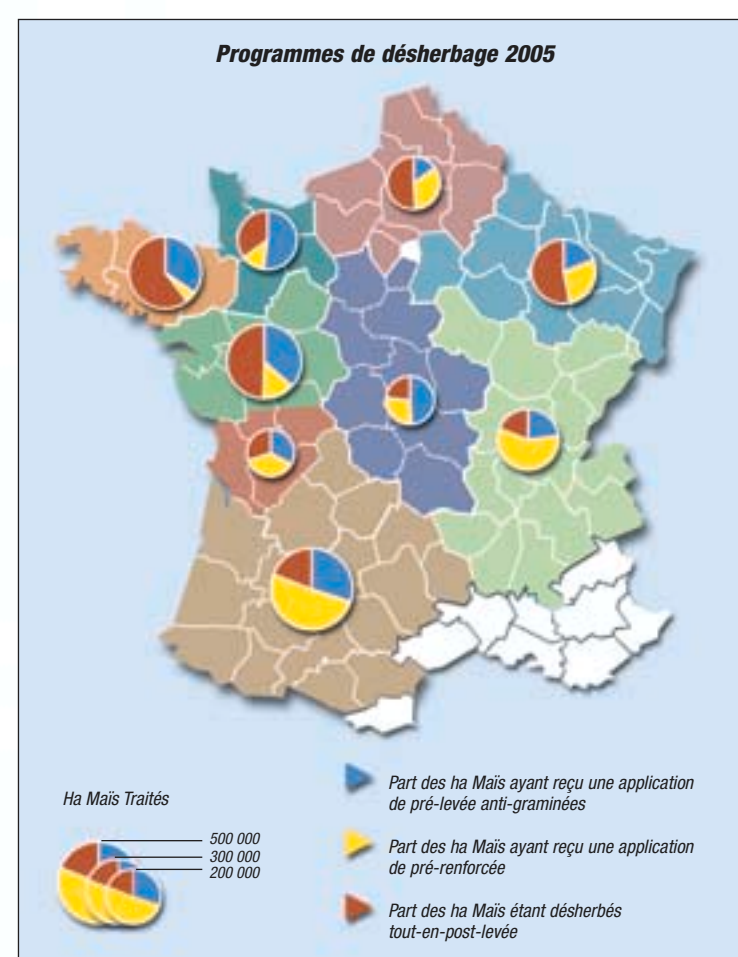 Programmes de désherbage 2005
Ha Maïs Traités
500 000
300 000
200 000
Part des ha Maïs ayant reçu une application
de pré-levée anti-graminées
Part des ha Maïs ayant reçu une application
de pré-renforcée
Part des ha Maïs étant désherbés
tout-en-post-levée